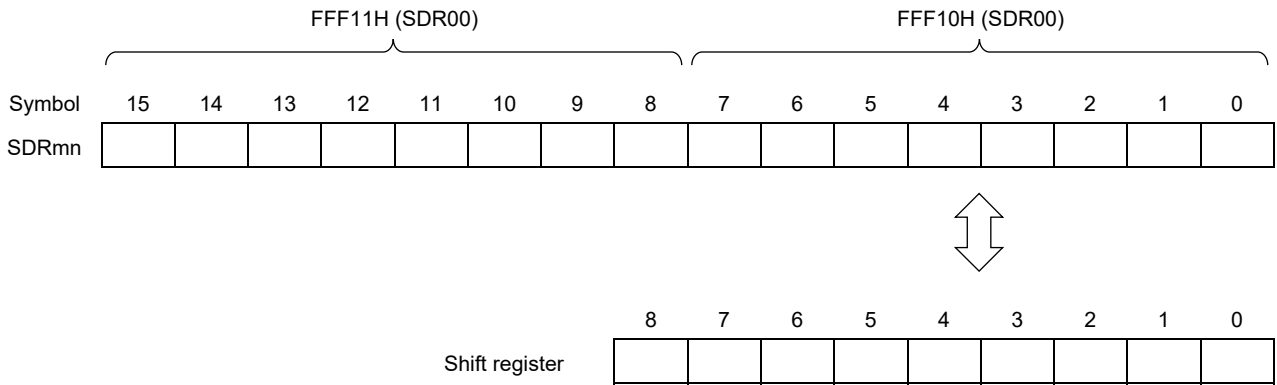 FFF11H (SDR00) FFF10H (SDR00)
Symbol 15 14 13 12 11 10 9 8 7 6 5 4 3 2 1 0
SDRmn
8 7 6 5 4 3 2 1 0
Shift register